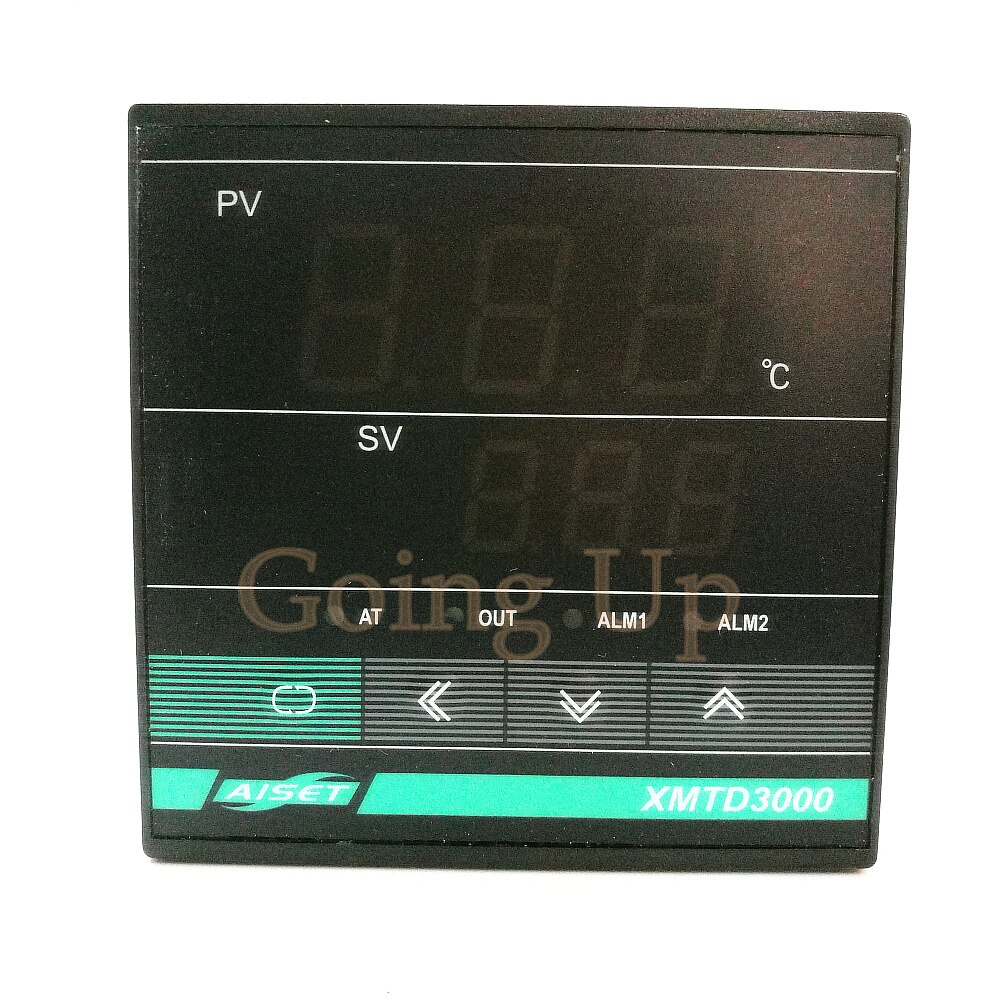 PV
°C
SV
Going Up
AT OUT ALM1 ALM2
AISET XMTD3000